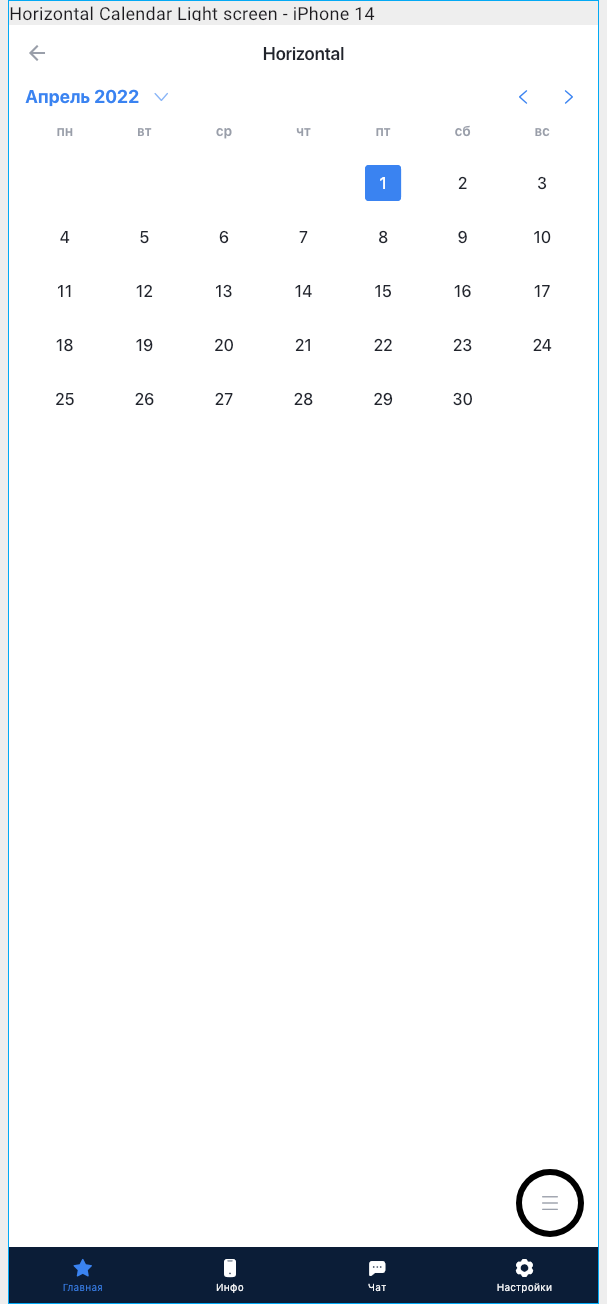 Horizontal Calendar Light screen - iPhone 14
Horizontal
Апрель 2022
пн вт ср чт пт сб вс
1 2 3
4 5 6 7 8 9 10
11 12 13 14 15 16 17
18 19 20 21 22 23 24
25 26 27 28 29 30
Главная Инфо Чат Настройки